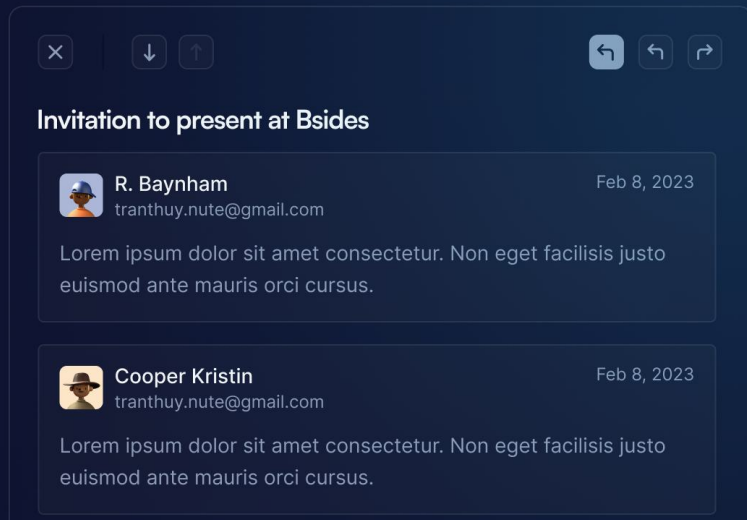 Invitation to present at Bsides
R. Baynham
Feb 8, 2023
tranthuy.nute@gmail.com
Lorem ipsum dolor sit amet consectetur. Non eget facilisis justo
euismod ante mauris orci cursus.
Cooper Kristin
Feb 8, 2023
tranthuy.nute@gmail.com
Lorem ipsum dolor sit amet consectetur. Non eget facilisis justo
euismod ante mauris orci cursus.